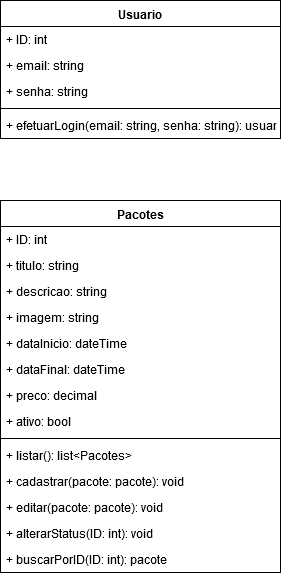 Usuario
+ ID: int
+ email: string
+ senha: string
+ efetuarLogin(email: string, senha: string): usuar
Pacotes
+ ID: int
+ titulo: string
+ descricao: string
+ imagem: string
+ dataInicio: dateTime
+ dataFinal: dateTime
+ preco: decimal
+ ativo: bool
+ listar(): list<Pacotes>
+ cadastrar(pacote: pacote): void
+ editar(pacote: pacote): void
+ alterarStatus(ID: int): void
+ buscarPorID(ID: int): pacote